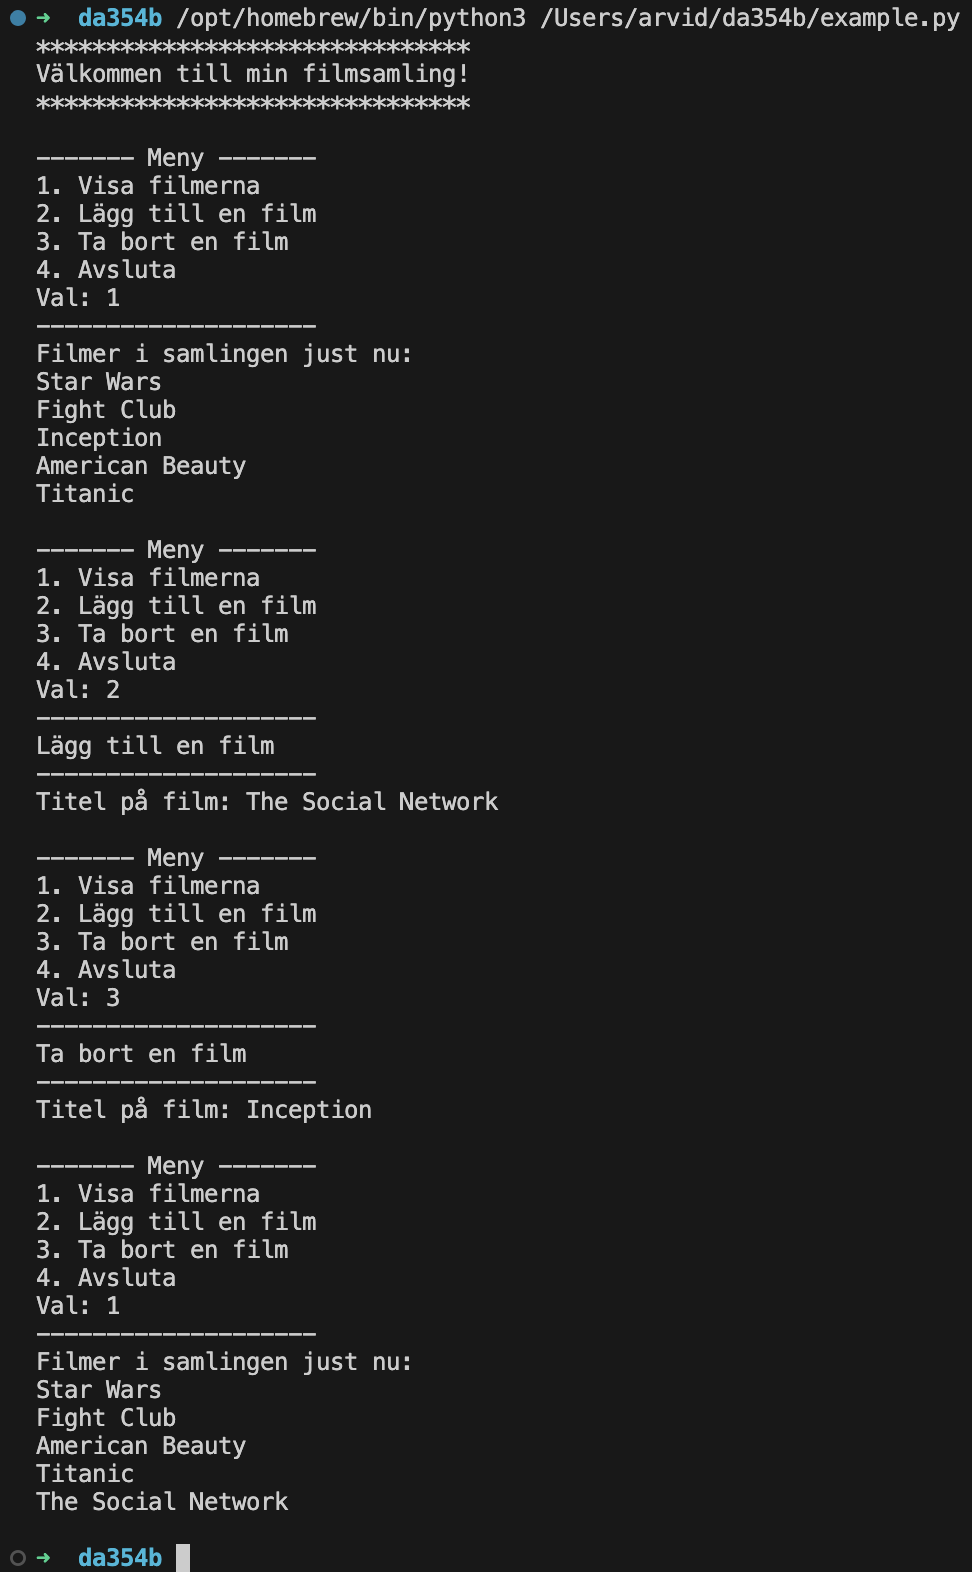 ➜  da354b /opt/homebrew/bin/python3 /Users/arvid/da354b/example.py
*******************************
Välkommen till min filmsamling!
*******************************

------- Meny -------
1. Visa filmerna
2. Lägg till en film
3. Ta bort en film
4. Avsluta
Val: 1
--------------------
Filmer i samlingen just nu:
Star Wars
Fight Club
Inception
American Beauty
Titanic

------- Meny -------
1. Visa filmerna
2. Lägg till en film
3. Ta bort en film
4. Avsluta
Val: 2
--------------------
Lägg till en film
--------------------
Titel på film: The Social Network

------- Meny -------
1. Visa filmerna
2. Lägg till en film
3. Ta bort en film
4. Avsluta
Val: 3
--------------------
Ta bort en film
--------------------
Titel på film: Inception

------- Meny -------
1. Visa filmerna
2. Lägg till en film
3. Ta bort en film
4. Avsluta
Val: 1
--------------------
Filmer i samlingen just nu:
Star Wars
Fight Club
American Beauty
Titanic
The Social Network

➜  da354b